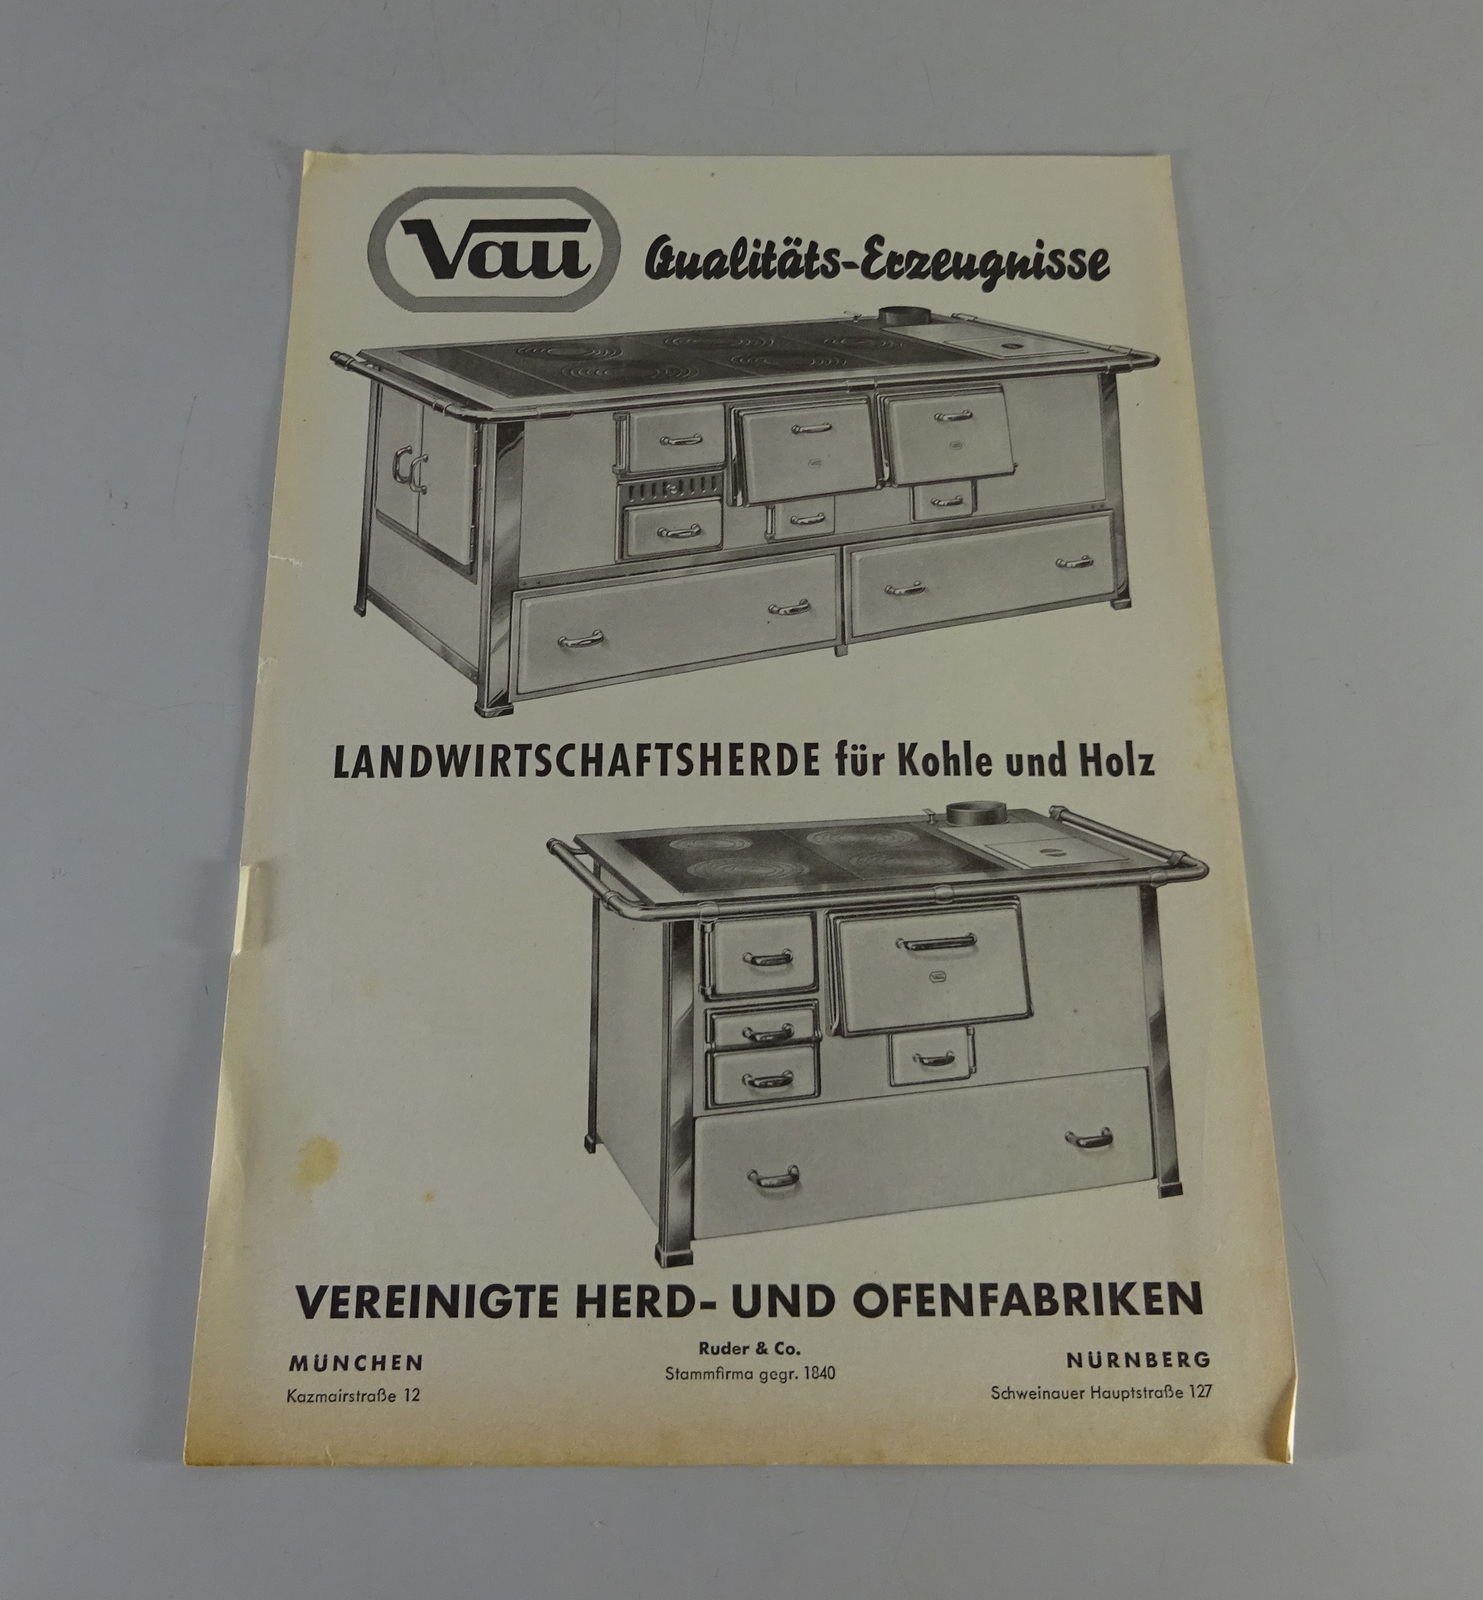 Vau
Qualitäts-Erzeugnisse
LANDWIRTSCHAFTSHERDE für Kohle und Holz
VEREINIGTE HERD- UND OFENFABRIKEN
Ruder & Co.
Stammfirma gegr. 1840
MÜNCHEN
Kazmairstraße 12
NÜRNBERG
Schweinauer Hauptstraße 127